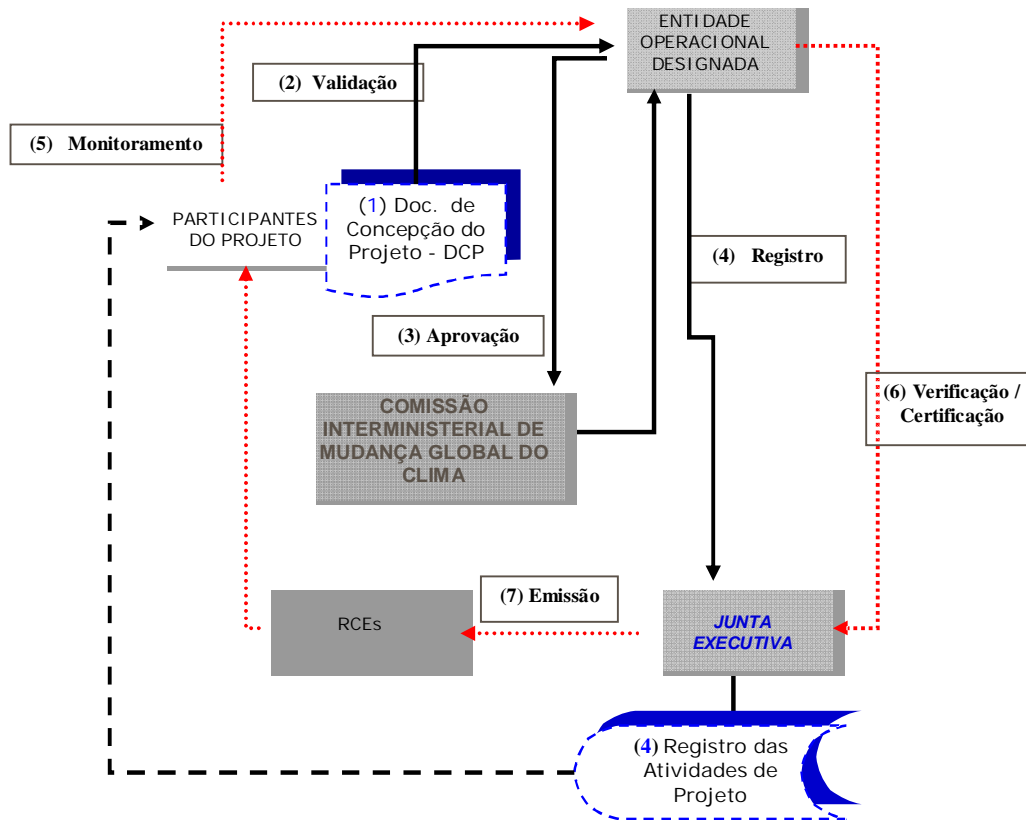 ENTIDADE
OPERACIONAL
DESIGNADA
(2) Validação
(5) Monitoramento
(1) Doc. de
Concepção do
Projeto - DCP
PARTICIPANTES
DO PROJETO
(4) Registro
(3) Aprovação
(6) Verificação /
Certificação
COMISSÃO
INTERMINISTERIAL DE
MUDANÇA GLOBAL DO
CLIMA
(7) Emissão
RCEs
JUNTA
EXECUTIVA
(4) Registro das
Atividades de
Projeto